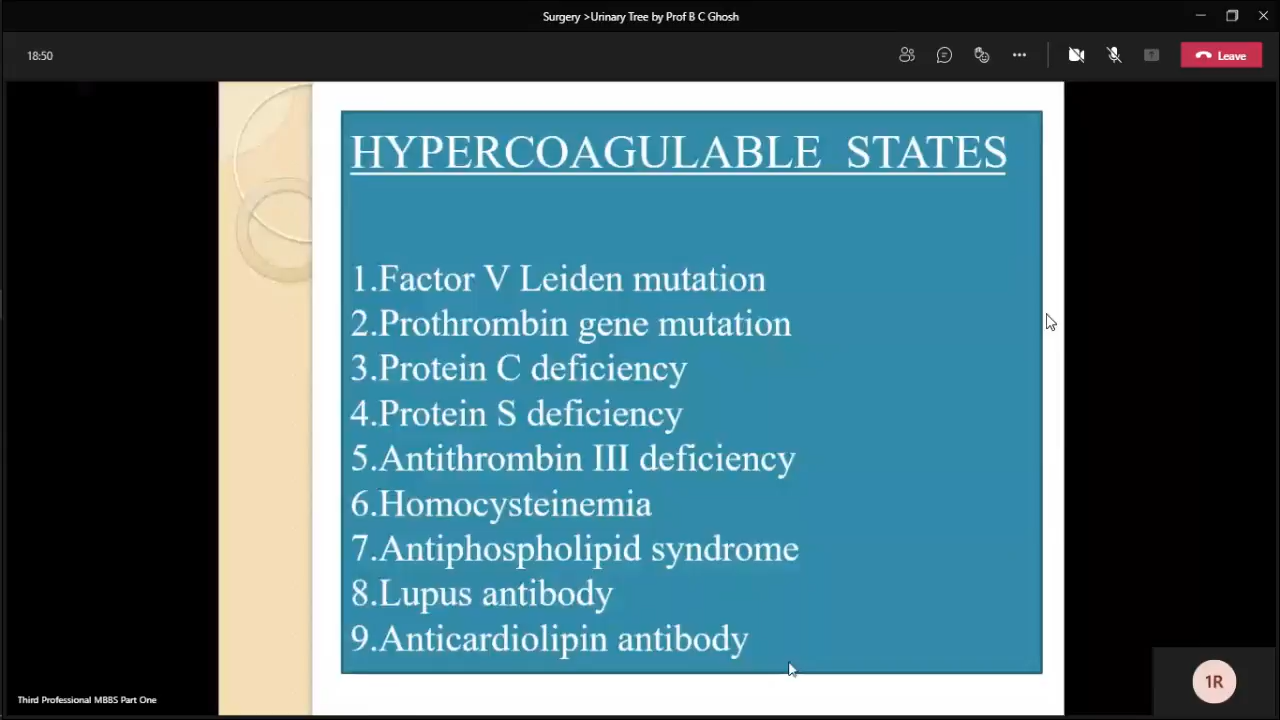 Surgery >Urinary Tree by Prof B C Ghosh
18:50
Leave
HYPERCOAGULABLE STATES
1.Factor V Leiden mutation
2.Prothrombin gene mutation
3.Protein C deficiency
4.Protein S deficiency
5.Antithrombin III deficiency
6.Homocysteinemia
7.Antiphospholipid syndrome
8.Lupus antibody
9.Anticardiolipin antibody
Third Professional MBBS Part One
1R